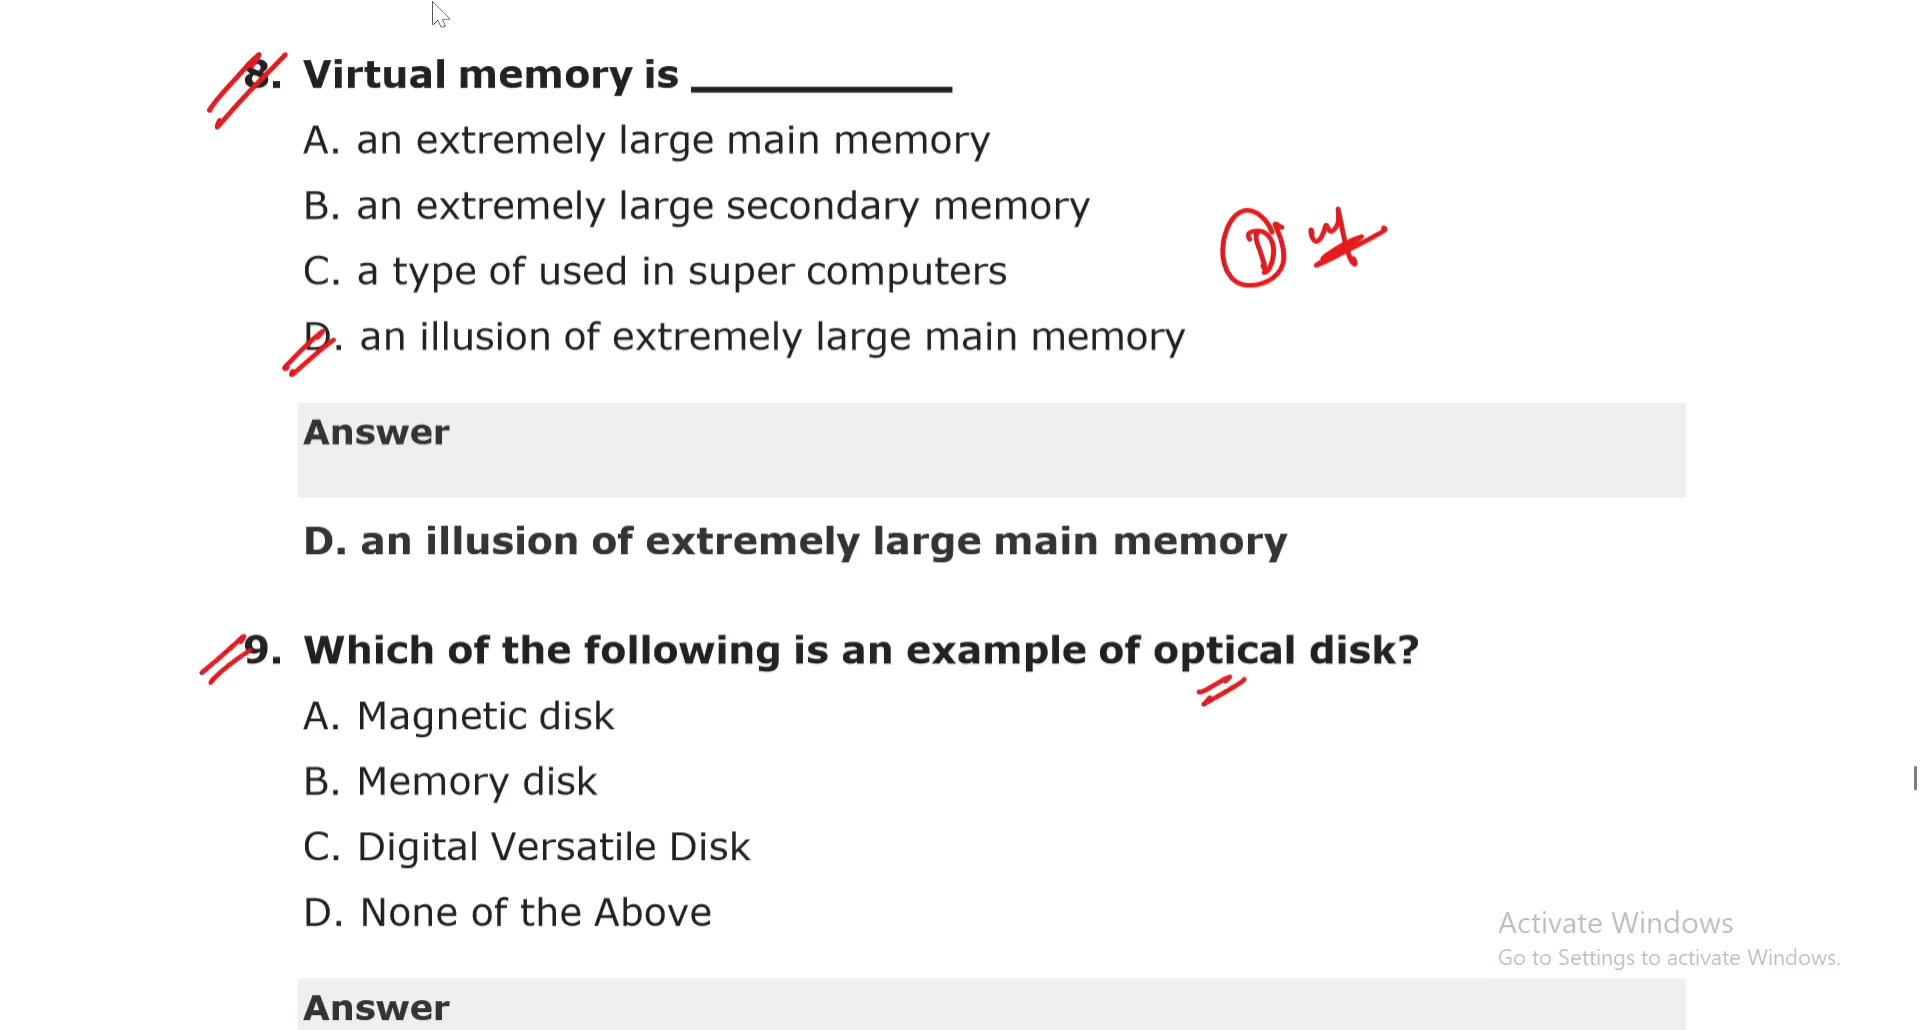 8. Virtual memory is ____________
A. an extremely large main memory
B. an extremely large secondary memory
C. a type of used in super computers
D. an illusion of extremely large main memory
D
Answer
D. an illusion of extremely large main memory
9. Which of the following is an example of optical disk?
A. Magnetic disk
B. Memory disk
C. Digital Versatile Disk
D. None of the Above
Activate Windows
Go to Settings to activate Windows.
Answer